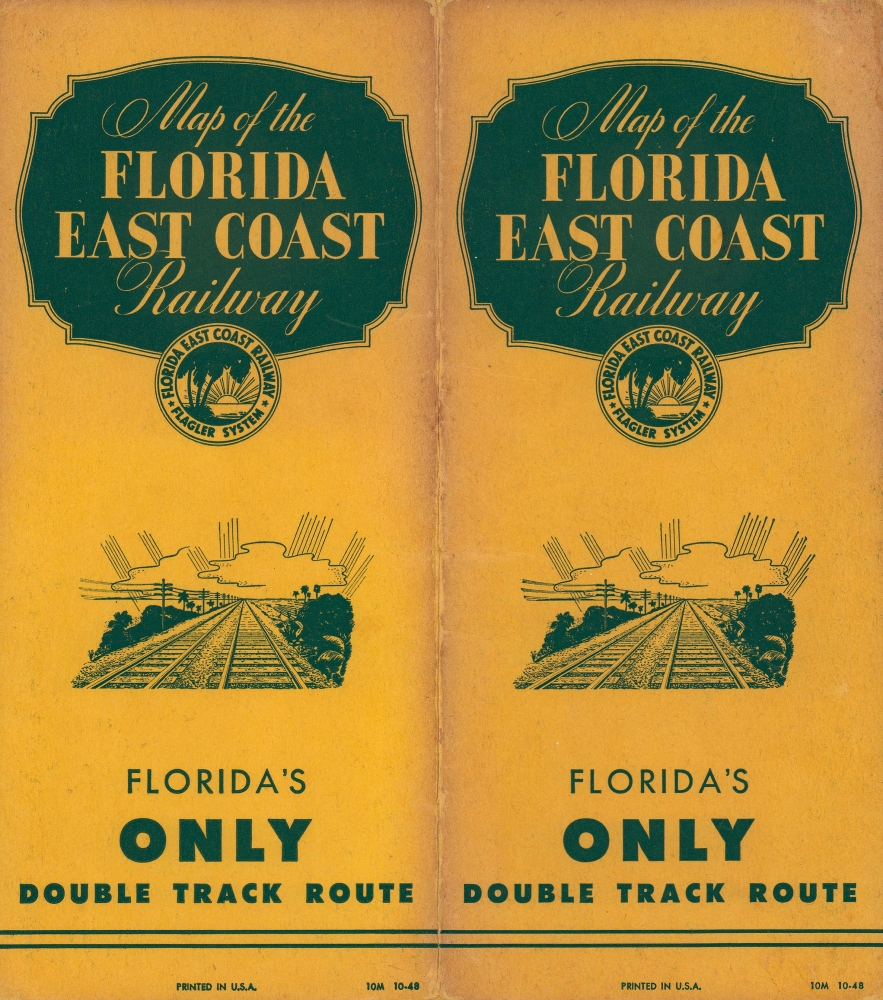 Map of the
FLORIDA
EAST COAST
Railway
FLORIDA EAST COAST RAILWAY
★ FLAGLER SYSTEM ★
FLORIDA'S
ONLY
DOUBLE TRACK ROUTE
PRINTED IN U.S.A. 10M 10-48
Map of the
FLORIDA
EAST COAST
Railway
FLORIDA EAST COAST RAILWAY
★ FLAGLER SYSTEM ★
FLORIDA'S
ONLY
DOUBLE TRACK ROUTE
PRINTED IN U.S.A. 10M 10-48